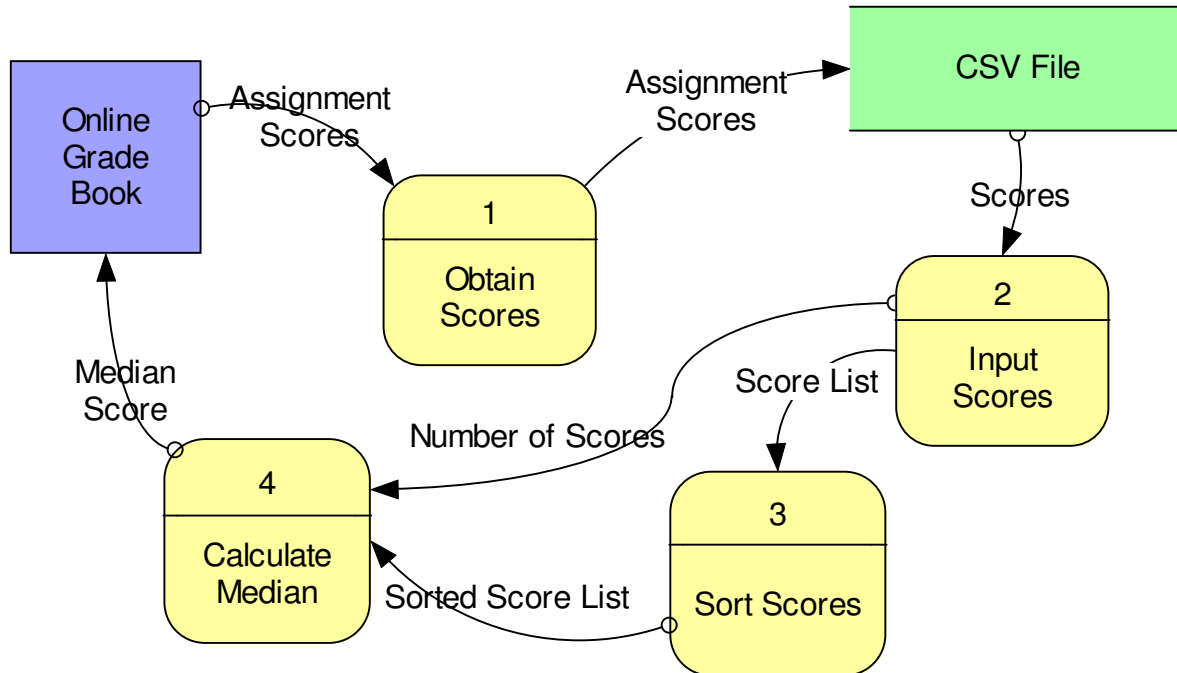 Online
Grade
Book
Assignment
Scores
1
Obtain
Scores
Assignment
Scores
CSV File
Scores
2
Input
Scores
Score List
Number of Scores
3
Sort Scores
Sorted Score List
4
Calculate
Median
Median
Score